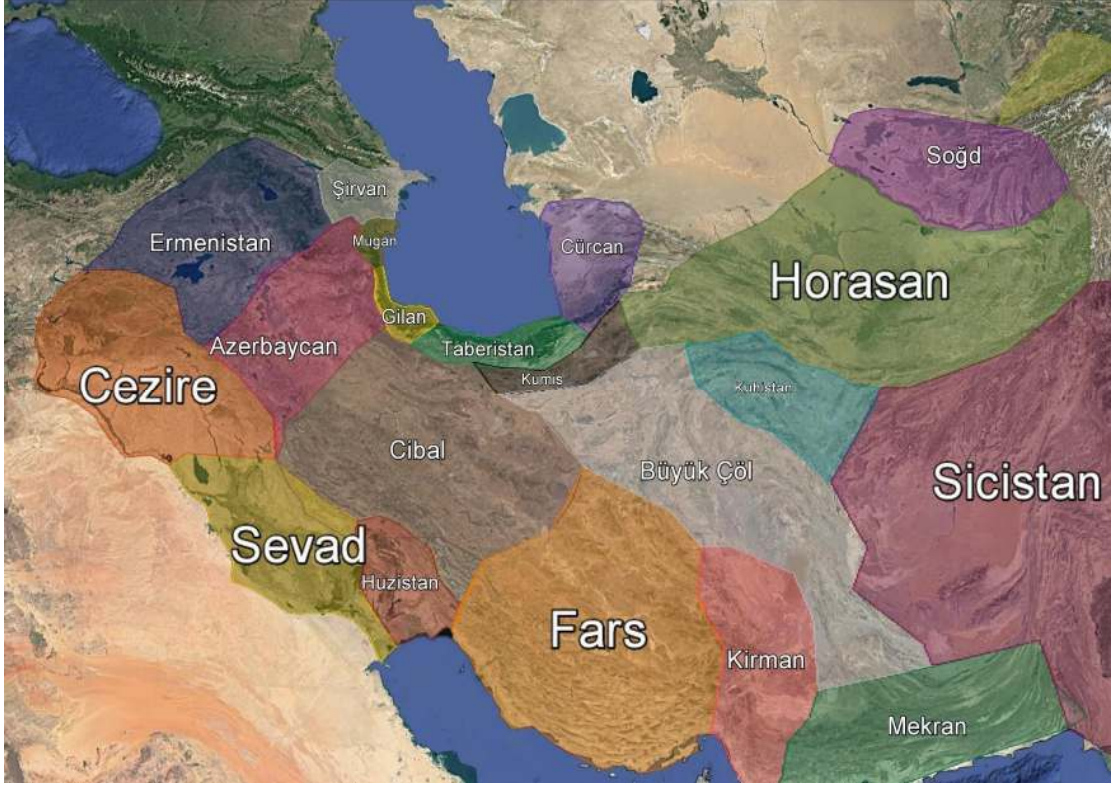 Soğd
Şirvan
Ermenistan
Mugan
Cürcan
Horasan
Gilan
Azerbaycan
Taberistan
Cezire
Kumis
Kuhistan
Cibal
Büyük Çöl
Sicistan
Sevad
Huzistan
Fars
Kirman
Mekran